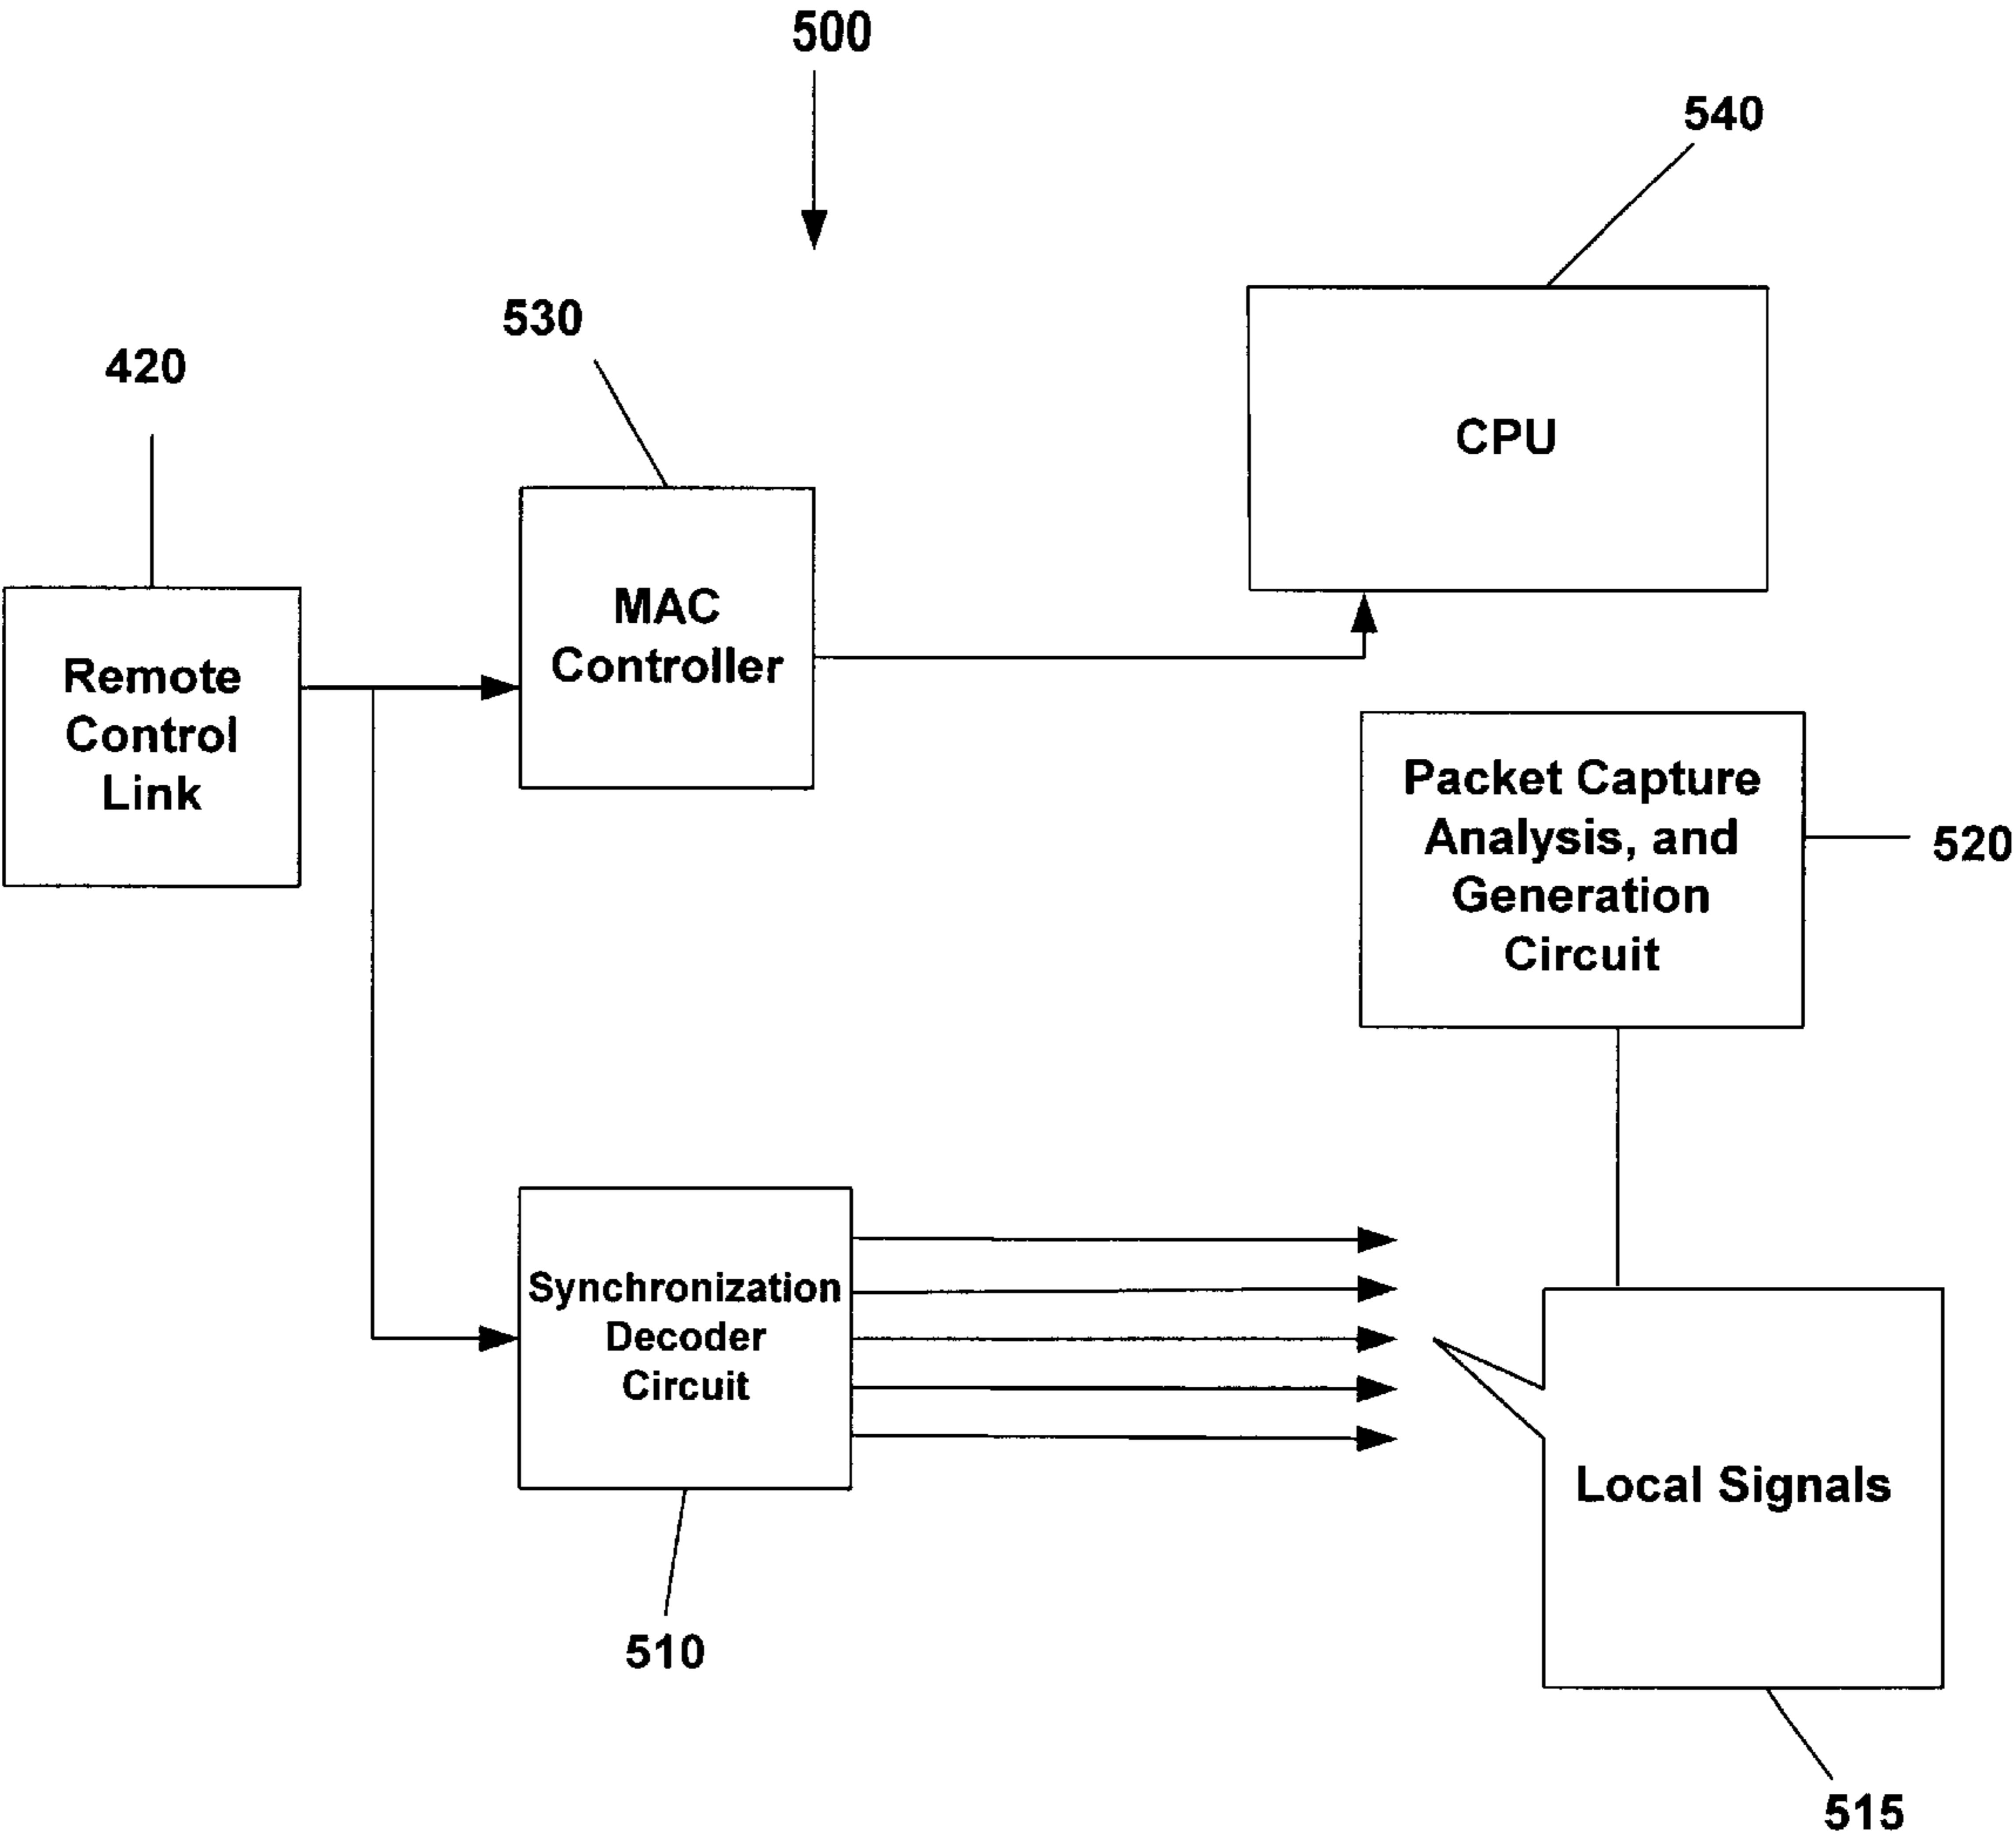 500
540
530
420
CPU
MAC
Controller
Remote
Control
Link
Packet Capture
Analysis, and
Generation
Circuit
520
Synchronization
Decoder
Circuit
Local Signals
510
515